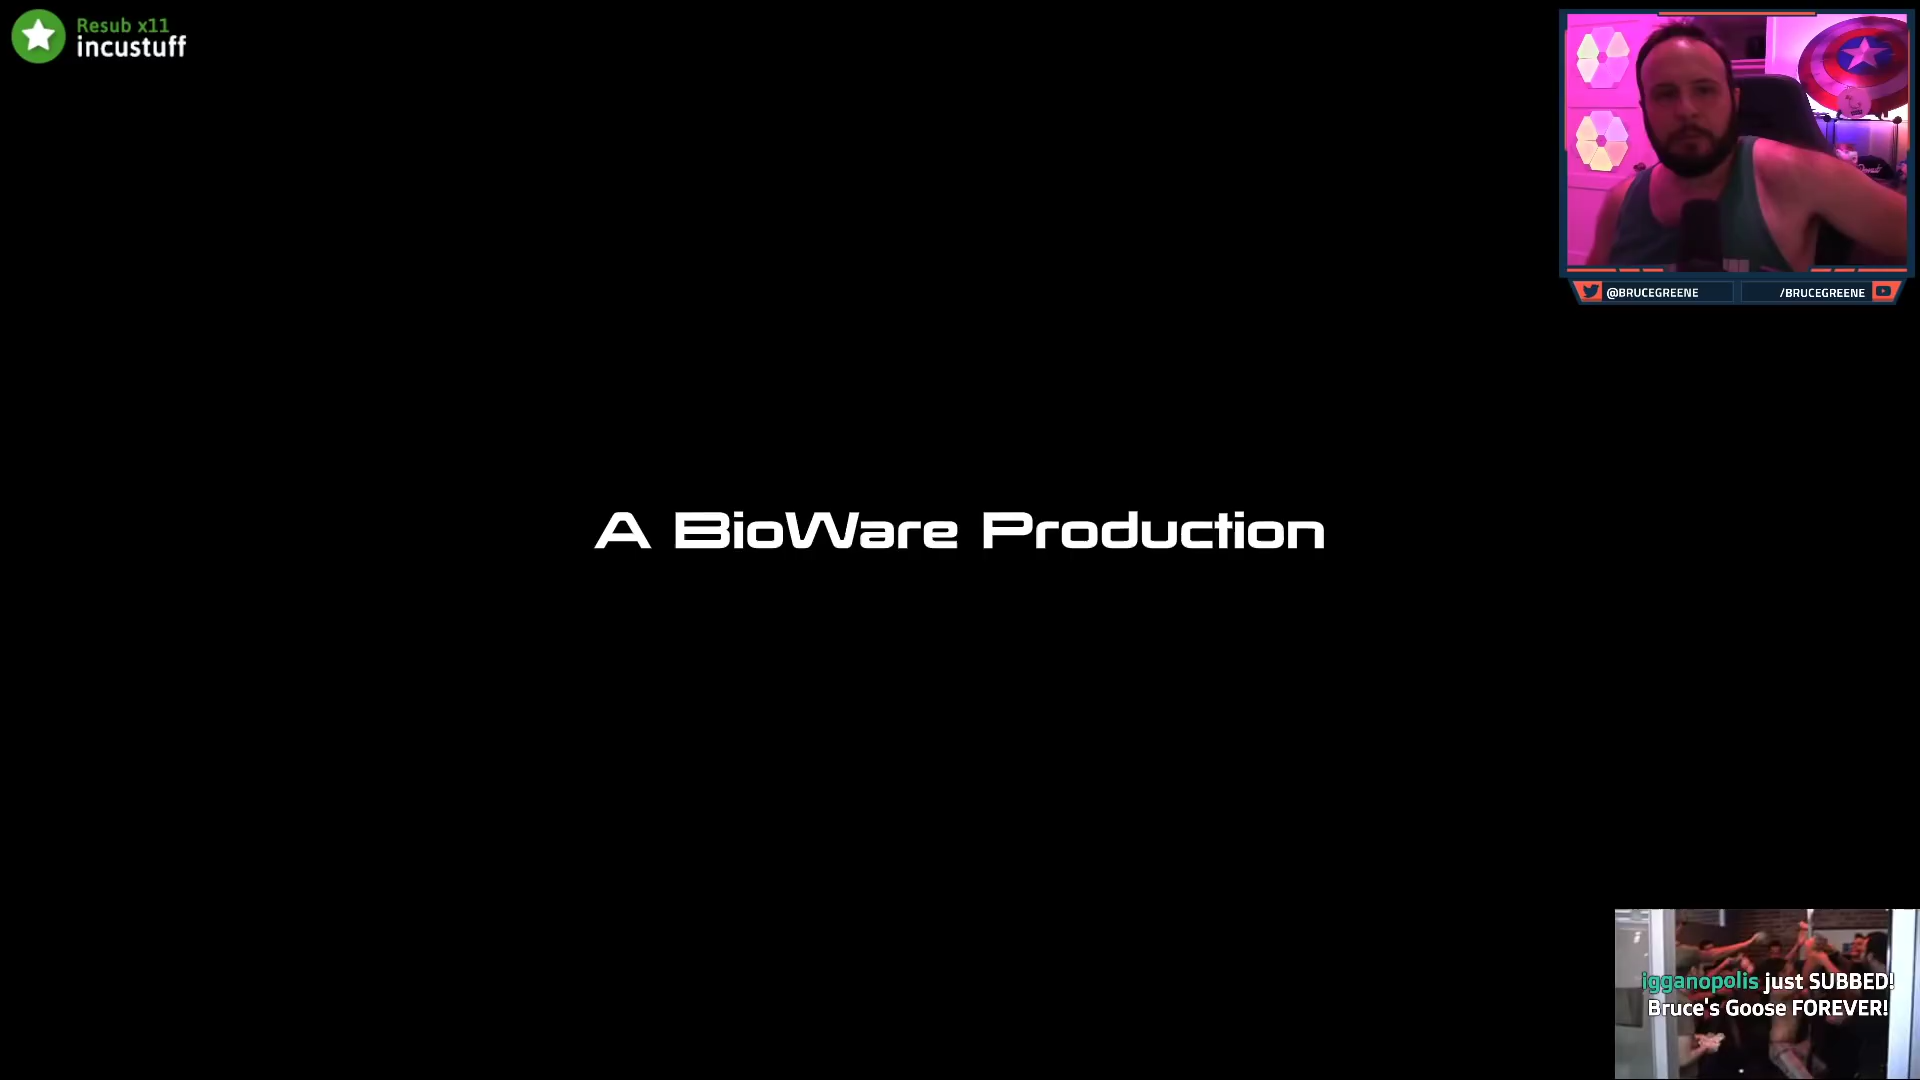 Resub x11
incustuff
@BRUCEGREENE
/BRUCEGREENE
A BioWare Production
igganopolis just SUBBED!
Bruce's Goose FOREVER!